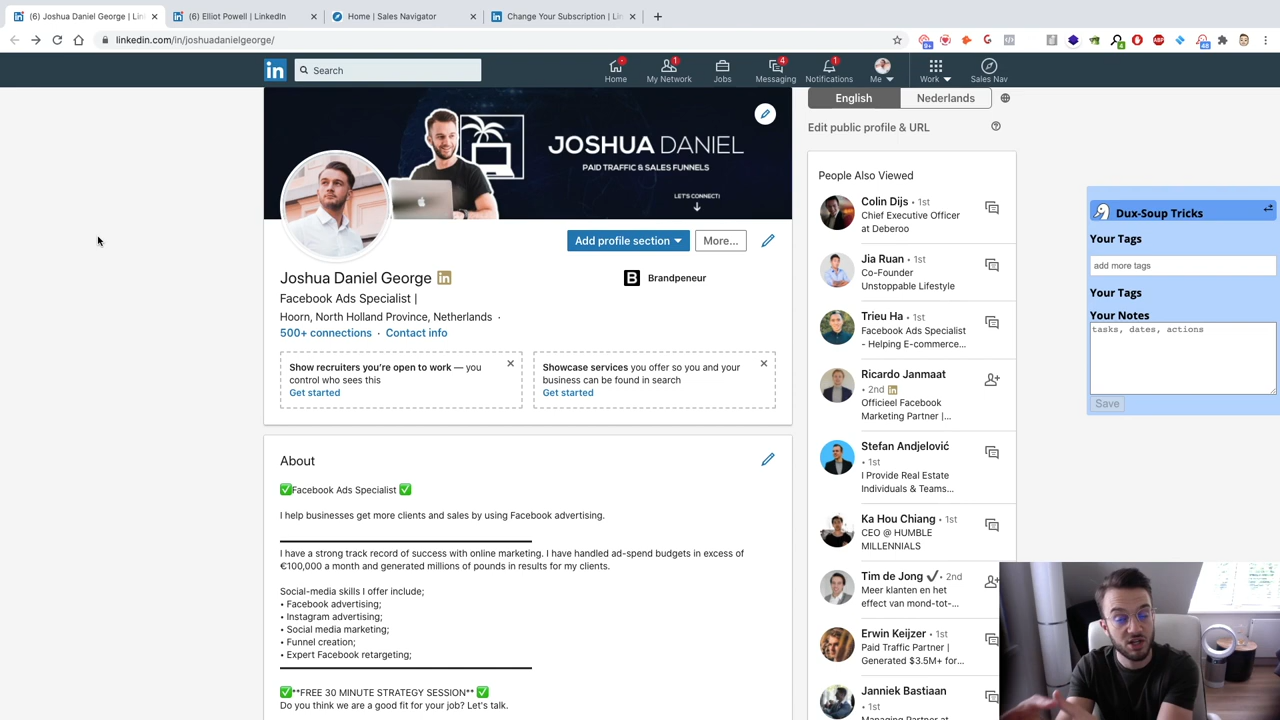 (6) Joshua Daniel George | Lin
(6) Elliot Powell | LinkedIn
Home | Sales Navigator
Change Your Subscription | Lin
linkedin.com/in/joshuadanielgeorge/
in
Search
Home
My Network
Jobs
Messaging
Notifications
Me
Work
Sales Nav
1
4
1
JOSHUA DANIEL
PAID TRAFFIC & SALES FUNNELS
LET'S CONNECT!
Add profile section
More...
Joshua Daniel George
Brandpeneur
Facebook Ads Specialist |
Hoorn, North Holland Province, Netherlands ·
500+ connections · Contact info
Show recruiters you're open to work — you
control who sees this
Get started
Showcase services you offer so you and your
business can be found in search
Get started
About
✅Facebook Ads Specialist ✅
I help businesses get more clients and sales by using Facebook advertising.
I have a strong track record of success with online marketing. I have handled ad-spend budgets in excess of
€100,000 a month and generated millions of pounds in results for my clients.
Social-media skills I offer include;
• Facebook advertising;
• Instagram advertising;
• Social media marketing;
• Funnel creation;
• Expert Facebook retargeting;
✅**FREE 30 MINUTE STRATEGY SESSION** ✅
Do you think we are a good fit for your job? Let's talk.
English
Nederlands
Edit public profile & URL
People Also Viewed
Colin Dijs • 1st
Chief Executive Officer
at Deberoo
Jia Ruan • 1st
Co-Founder
Unstoppable Lifestyle
Trieu Ha • 1st
Facebook Ads Specialist
- Helping E-commerce...
Ricardo Janmaat
• 2nd
Officieel Facebook
Marketing Partner |...
Stefan Andjelović
• 1st
I Provide Real Estate
Individuals & Teams...
Ka Hou Chiang • 1st
CEO @ HUMBLE
MILLENNIALS
Tim de Jong ✔ • 2nd
Meer klanten en het
effect van mond-tot-...
Erwin Keijzer • 1st
Paid Traffic Partner |
Generated $3.5M+ for...
Janniek Bastiaan
• 1st
Managing Partner at
Dux-Soup Tricks
Your Tags
add more tags
Your Tags
Your Notes
tasks, dates, actions
Save